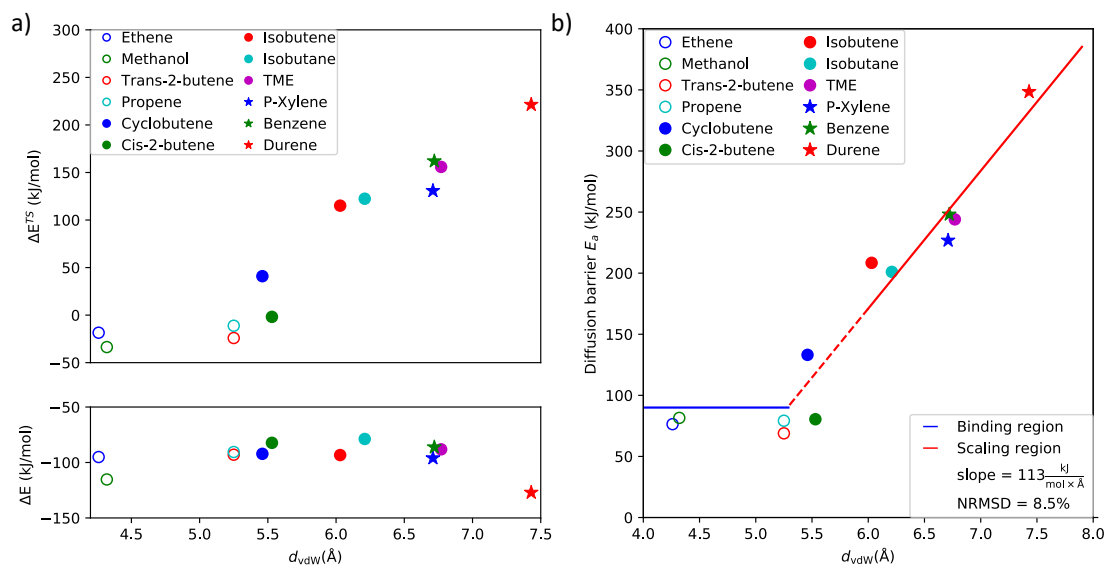 a)
300
250
200
150
100
50
0
−50
ΔE^TS (kJ/mol)
Ethene
Methanol
Trans-2-butene
Propene
Cyclobutene
Cis-2-butene
Isobutene
Isobutane
TME
P-Xylene
Benzene
Durene
−50
−100
−150
ΔE (kJ/mol)
4.5 5.0 5.5 6.0 6.5 7.0 7.5
d_vdW(Å)
b)
400
350
300
250
200
150
100
50
0
Diffusion barrier E_a (kJ/mol)
Ethene
Methanol
Trans-2-butene
Propene
Cyclobutene
Cis-2-butene
Isobutene
Isobutane
TME
P-Xylene
Benzene
Durene
Binding region
Scaling region
slope = 113 kJ/mol × Å
NRMSD = 8.5%
4.0 4.5 5.0 5.5 6.0 6.5 7.0 7.5 8.0
d_vdW(Å)